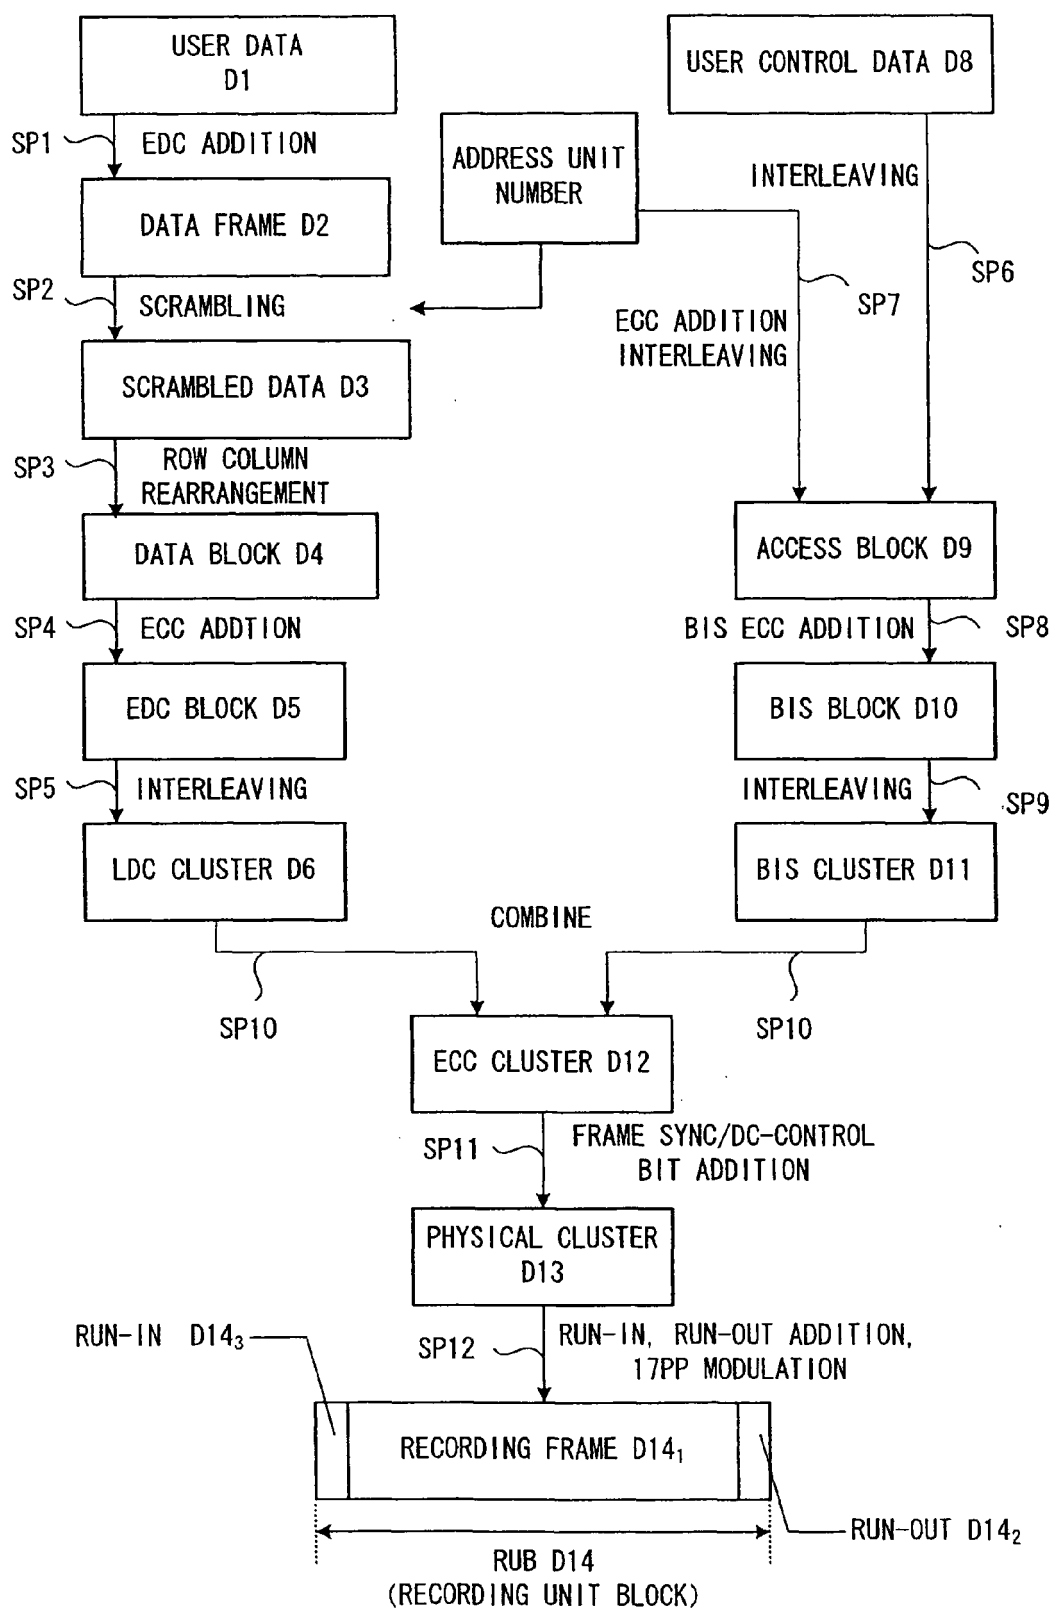 USER DATA
D1
USER CONTROL DATA D8
SP1
EDC ADDITION
ADDRESS UNIT
NUMBER
INTERLEAVING
DATA FRAME D2
SP6
SP2
SCRAMBLING
SP7
ECC ADDITION
INTERLEAVING
SCRAMBLED DATA D3
SP3
ROW COLUMN
REARRANGEMENT
DATA BLOCK D4
ACCESS BLOCK D9
SP4
ECC ADDTION
BIS ECC ADDITION
SP8
EDC BLOCK D5
BIS BLOCK D10
SP5
INTERLEAVING
INTERLEAVING
SP9
LDC CLUSTER D6
BIS CLUSTER D11
COMBINE
SP10
SP10
ECC CLUSTER D12
SP11
FRAME SYNC/DC-CONTROL
BIT ADDITION
PHYSICAL CLUSTER
D13
RUN-IN D14₃
SP12
RUN-IN, RUN-OUT ADDITION,
17PP MODULATION
RECORDING FRAME D14₁
RUN-OUT D14₂
RUB D14
(RECORDING UNIT BLOCK)